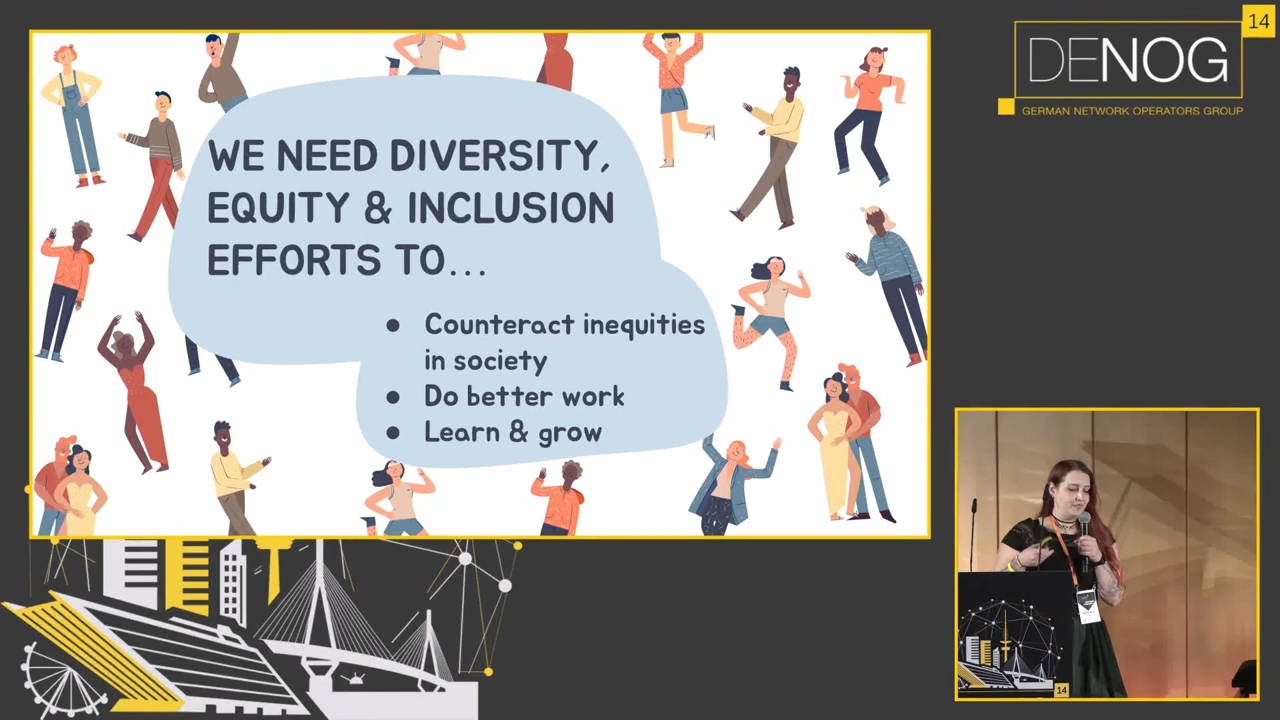 WE NEED DIVERSITY,
EQUITY & INCLUSION
EFFORTS TO...
● Counteract inequities
in society
● Do better work
● Learn & grow
14
DENOG
GERMAN NETWORK OPERATORS GROUP
14